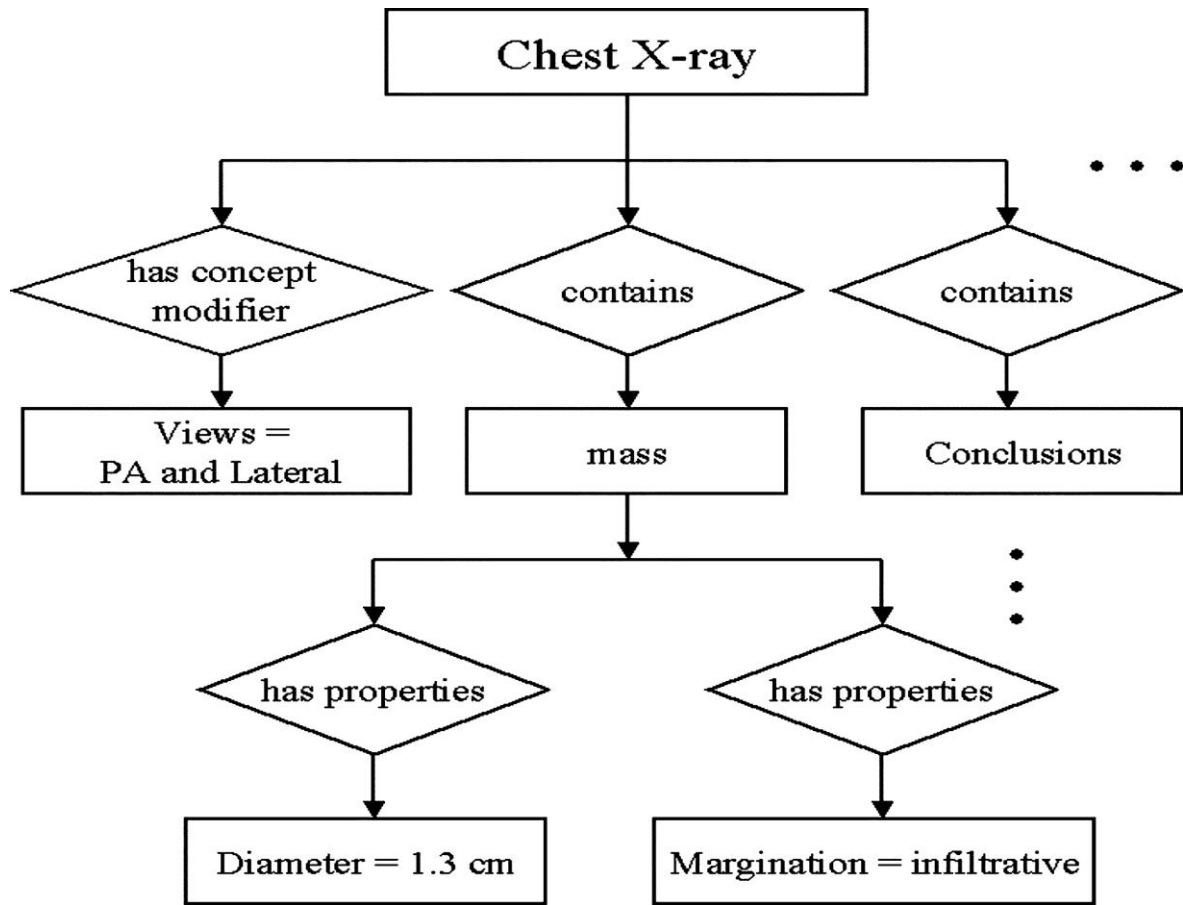 Chest X-ray
has concept
modifier
contains
contains
Views =
PA and Lateral
mass
Conclusions
has properties
has properties
Diameter = 1.3 cm
Margination = infiltrative